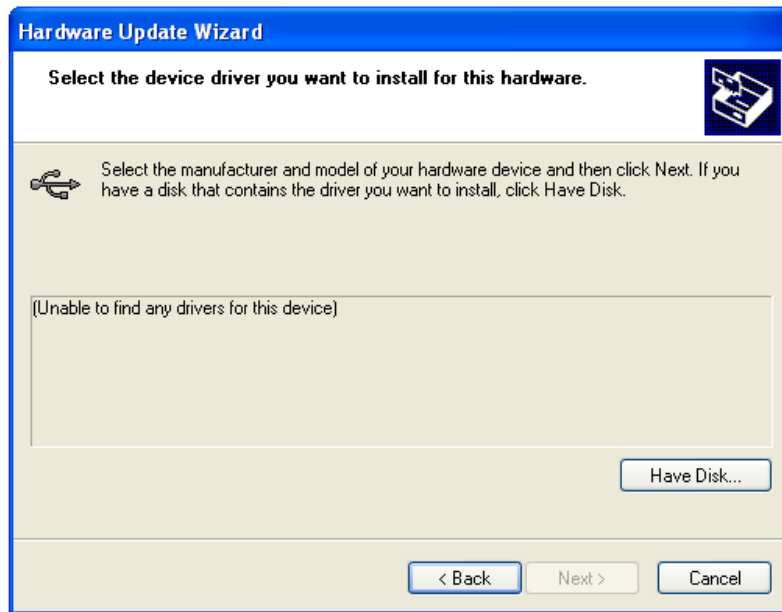 Hardware Update Wizard
Select the device driver you want to install for this hardware.
Select the manufacturer and model of your hardware device and then click Next. If you
have a disk that contains the driver you want to install, click Have Disk.
(Unable to find any drivers for this device)
Have Disk...
< Back
Next >
Cancel